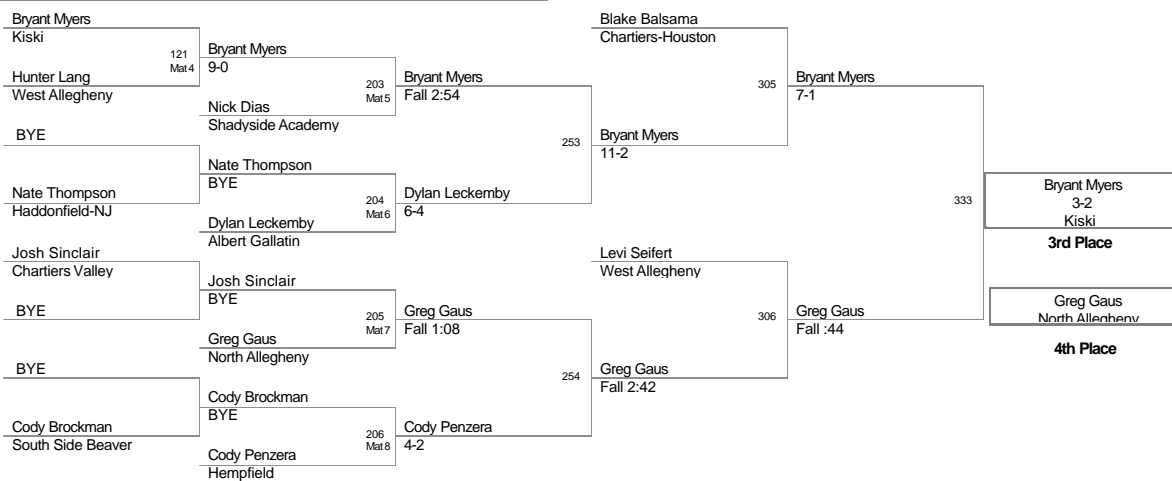 Bryant Myers
Kiski
121
Mat 4
Hunter Lang
West Allegheny
BYE
Nate Thompson
Haddonfield-NJ
Josh Sinclair
Chartiers Valley
BYE
BYE
Cody Brockman
South Side Beaver
Bryant Myers
9-0
203
Mat 5
Nick Dias
Shadyside Academy
Nate Thompson
BYE
204
Mat 6
Dylan Leckemby
Albert Gallatin
Josh Sinclair
BYE
205
Mat 7
Greg Gaus
North Allegheny
Cody Brockman
BYE
206
Mat 8
Cody Penzera
Hempfield
Bryant Myers
Fall 2:54
253
Dylan Leckemby
6-4
Greg Gaus
Fall 1:08
254
Cody Penzera
4-2
Blake Balsama
Chartiers-Houston
305
Bryant Myers
11-2
Levi Seifert
West Allegheny
306
Greg Gaus
Fall 2:42
Bryant Myers
7-1
333
Greg Gaus
Fall :44
Bryant Myers
3-2
Kiski
3rd Place
Greg Gaus
North Allegheny
4th Place